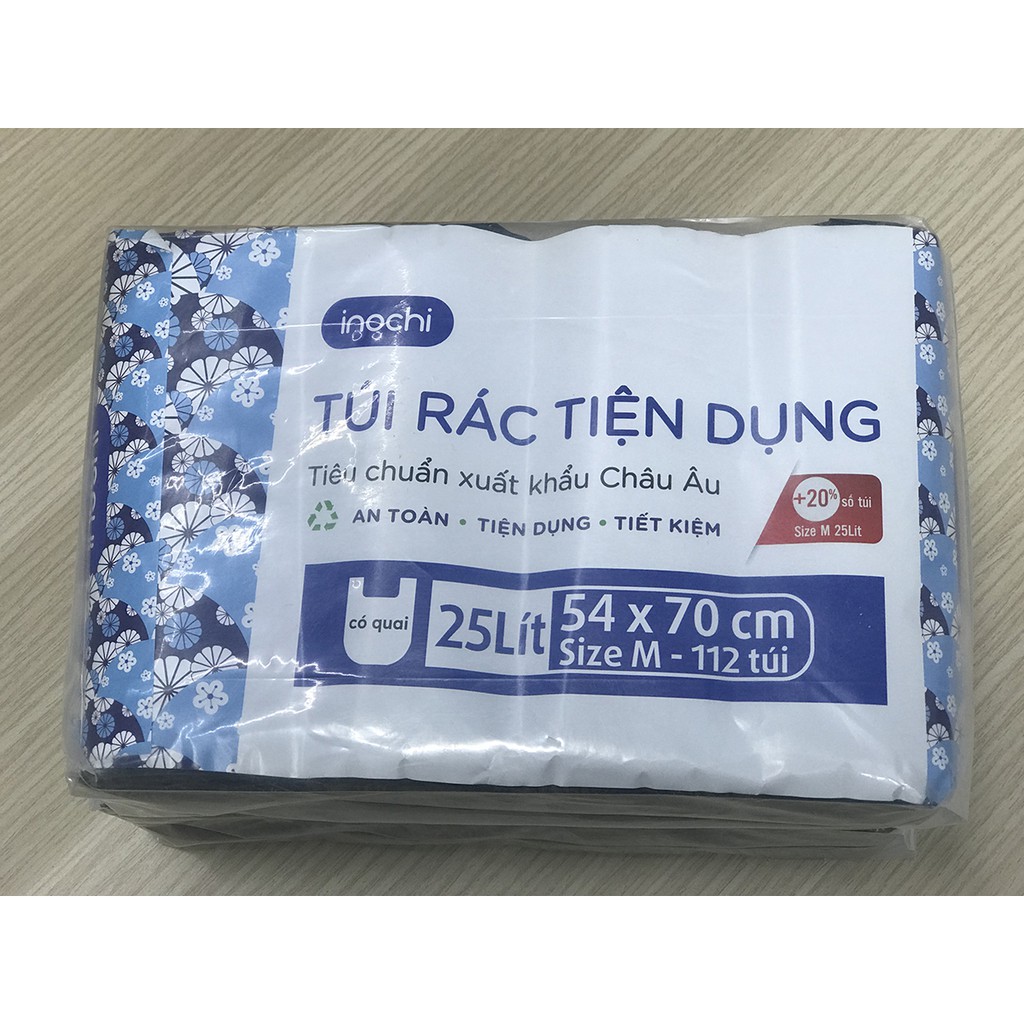 inochi
TÚI RÁC TIỆN DỤNG
Tiêu chuẩn xuất khẩu Châu Âu
AN TOÀN • TIỆN DỤNG • TIẾT KIỆM
+20% số túi
Size M 25Lít
có quai
25Lít
54 x 70 cm
Size M - 112 túi